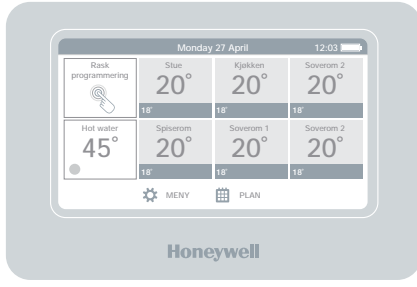 Monday 27 April 12:03
Rask
programmering
Stue
20°
18°
Kjøkken
20°
18°
Soverom 2
20°
18°
Hot water
45°
Spiserom
20°
18°
Soverom 1
20°
18°
Soverom 2
20°
18°
MENY PLAN
Honeywell